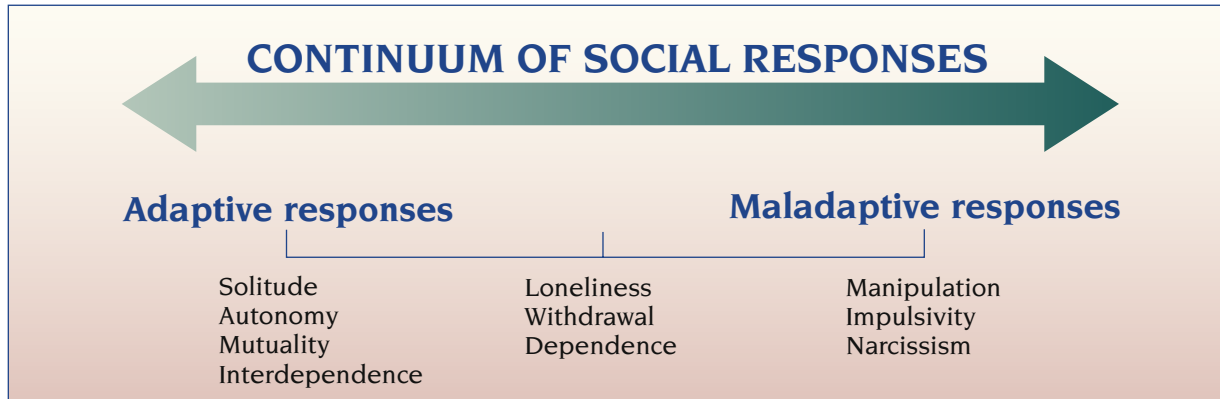 CONTINUUM OF SOCIAL RESPONSES
Adaptive responses
Maladaptive responses
Solitude
Autonomy
Mutuality
Interdependence
Loneliness
Withdrawal
Dependence
Manipulation
Impulsivity
Narcissism